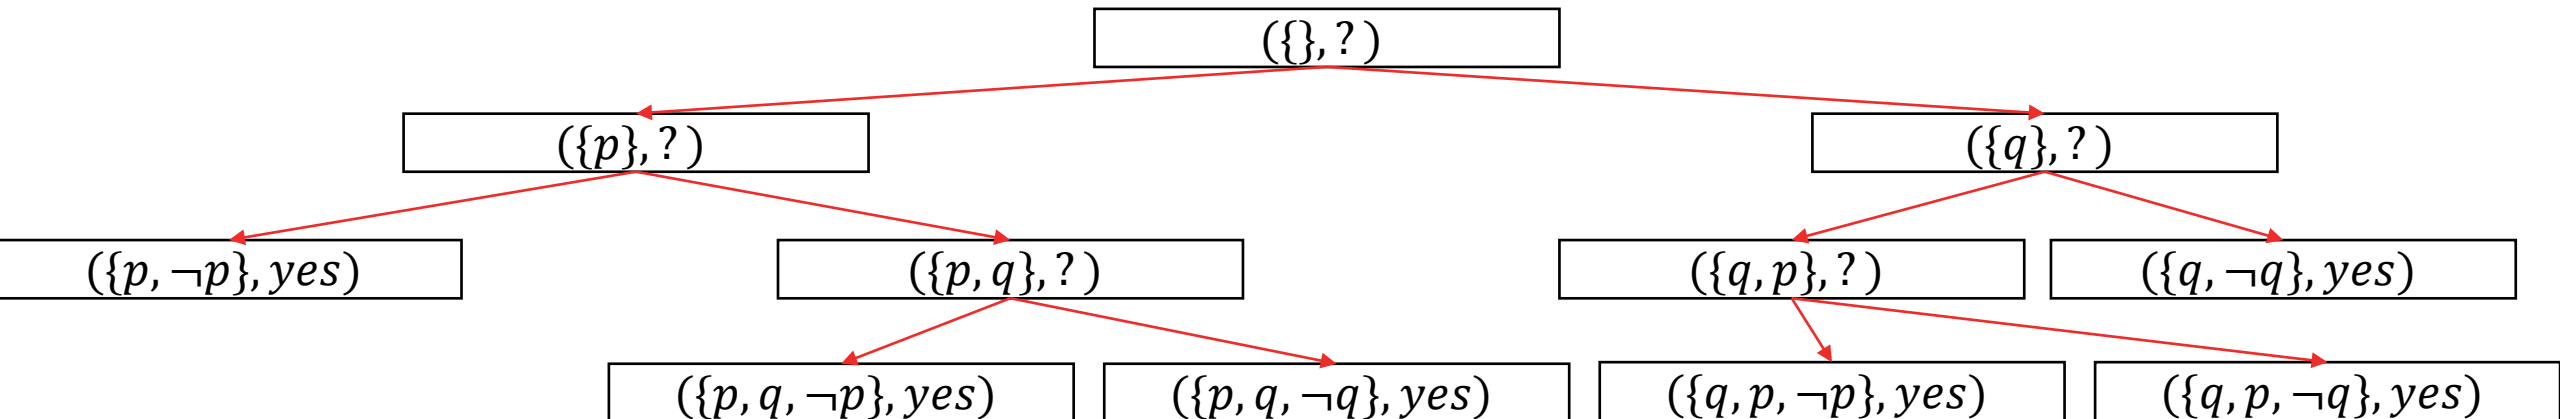 ({}, ? )
({p}, ? )
({q}, ? )
({p, ¬p}, yes)
({p, q}, ? )
({q, p}, ? )
({q, ¬q}, yes)
({p, q, ¬p}, yes)
({p, q, ¬q}, yes)
({q, p, ¬p}, yes)
({q, p, ¬q}, yes)